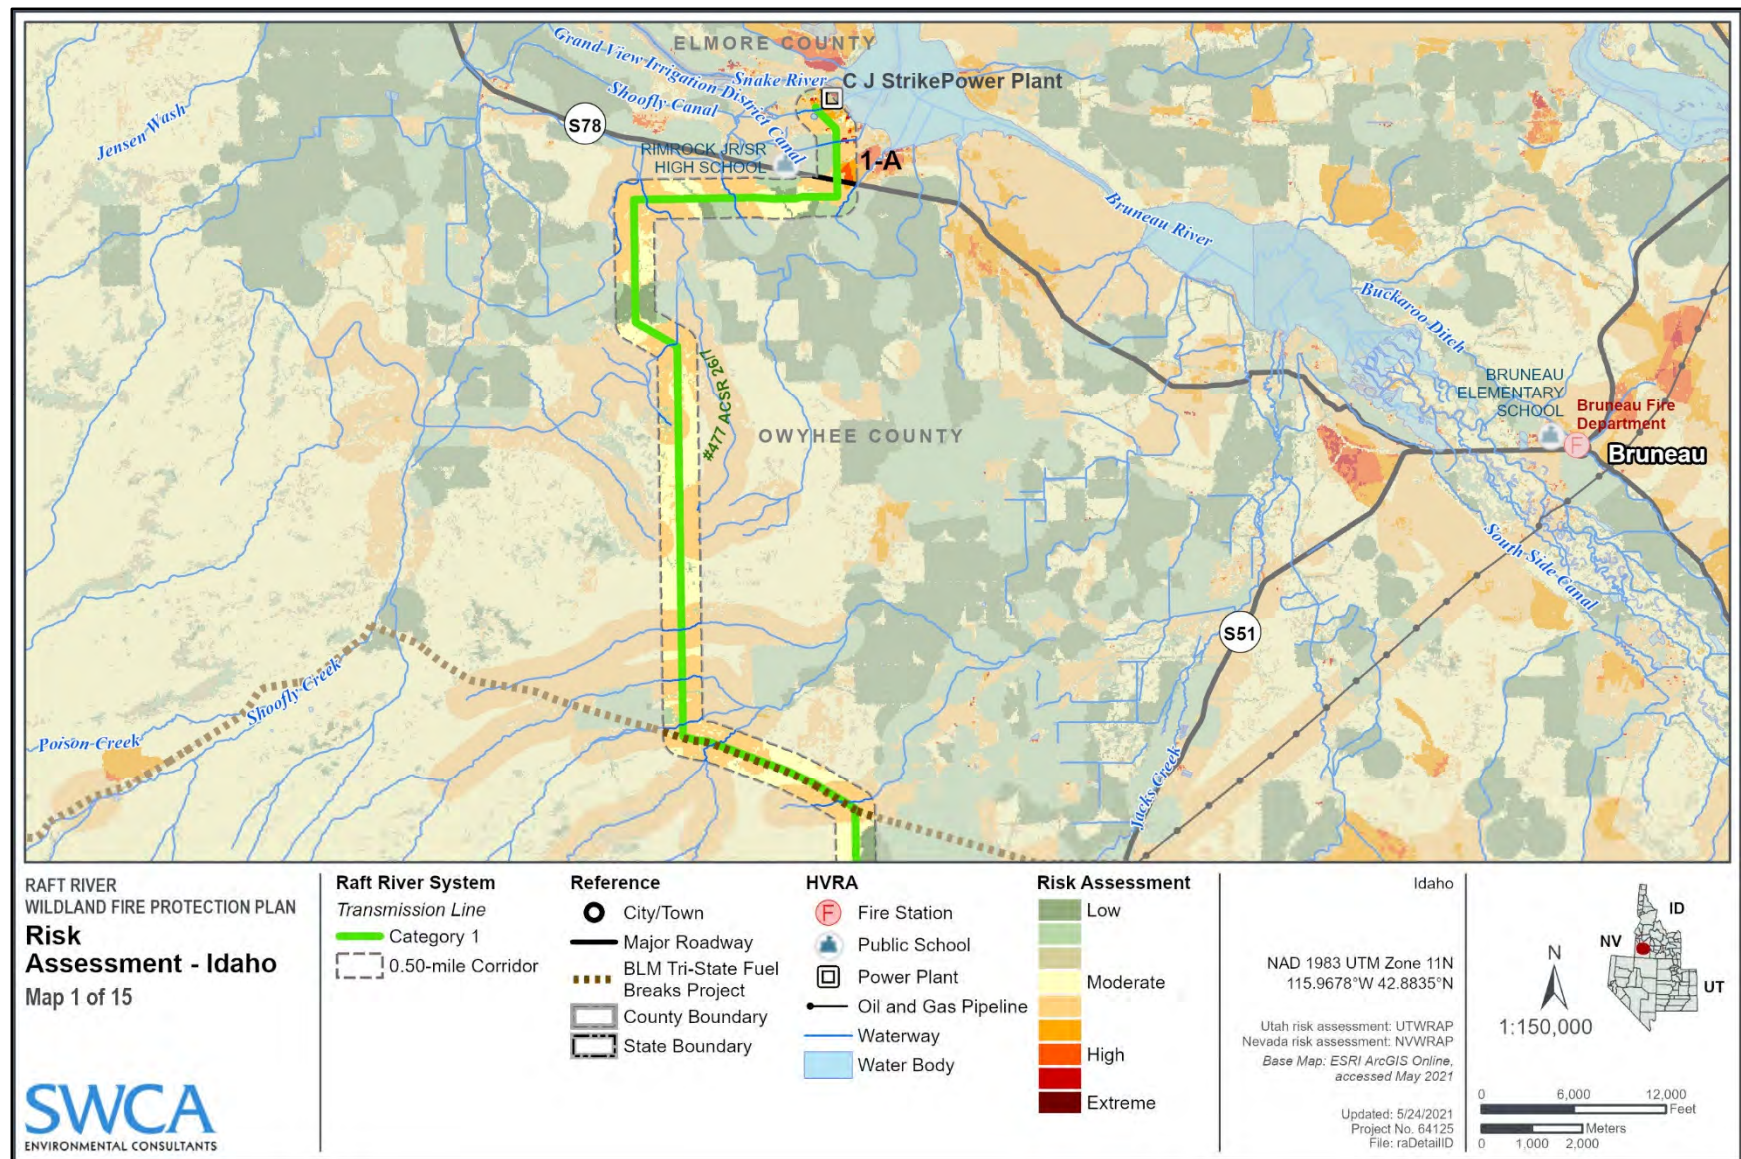 ELMORE COUNTY
Grand View Irrigation District Canal
Snake River
C J StrikePower Plant
Shoofly Canal
Jensen Wash
S78
RIMROCK JR/SR
HIGH SCHOOL
1-A
Bruneau River
Buckaroo Ditch
#477 ACSR 26/7
OWYHEE COUNTY
BRUNEAU
ELEMENTARY
SCHOOL
Bruneau Fire
Department
F
Bruneau
South Side Canal
S51
Shoofly Creek
Poison Creek
Jacks Creek
RAFT RIVER
WILDLAND FIRE PROTECTION PLAN
Risk
Assessment - Idaho
Map 1 of 15
SWCA
ENVIRONMENTAL CONSULTANTS
Raft River System
Transmission Line
Category 1
0.50-mile Corridor
Reference
City/Town
Major Roadway
BLM Tri-State Fuel
Breaks Project
County Boundary
State Boundary
HVRA
F Fire Station
Public School
Power Plant
Oil and Gas Pipeline
Waterway
Water Body
Risk Assessment
Low
Moderate
High
Extreme
Idaho
NAD 1983 UTM Zone 11N
115.9678°W 42.8835°N
Utah risk assessment: UTWRAP
Nevada risk assessment: NVWRAP
Base Map: ESRI ArcGIS Online,
accessed May 2021
Updated: 5/24/2021
Project No. 64125
File: raDetailID
ID
NV
UT
N
1:150,000
0 6,000 12,000
Feet
Meters
0 1,000 2,000